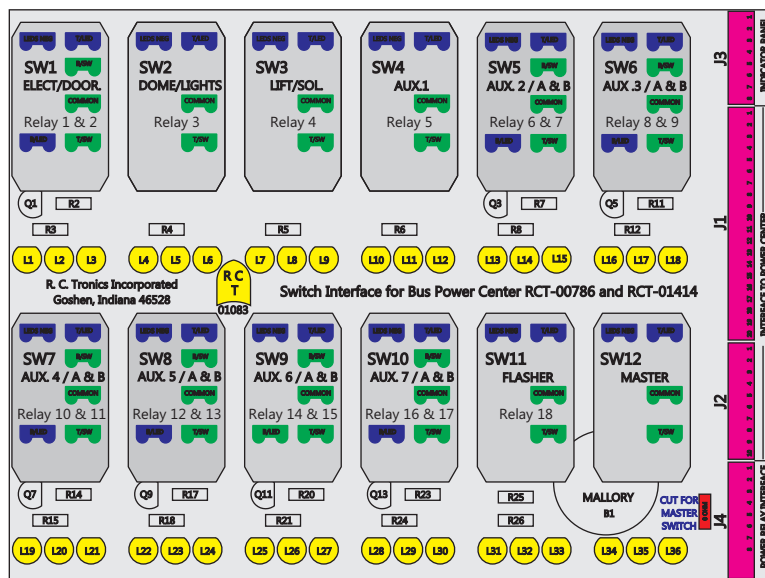 LEDS NEG T/LED
SW1 B/SW
ELECT/DOOR.
COMMON
Relay 1 & 2
B/LED T/SW
LEDS NEG T/LED
SW2
DOME/LIGHTS
COMMON
Relay 3
T/SW
LEDS NEG T/LED
SW3
LIFT/SOL.
COMMON
Relay 4
T/SW
LEDS NEG T/LED
SW4
AUX.1
COMMON
Relay 5
T/SW
LEDS NEG T/LED
SW5 B/SW
AUX. 2 / A & B
COMMON
Relay 6 & 7
B/LED T/SW
LEDS NEG T/LED
SW6 B/SW
AUX .3 / A & B
COMMON
Relay 8 & 9
B/LED T/SW
J3
INDICATOR PANEL
Q1 R2
R3
R4
R5
R6
Q3 R7
R8
Q5 R11
R12
J1
INTERFACE TO POWER CENTER
L1 L2 L3 L4 L5 L6 L7 L8 L9 L10 L11 L12 L13 L14 L15 L16 L17 L18
R. C. Tronics Incorporated
Goshen, Indiana 46528
R C
T
01083
Switch Interface for Bus Power Center RCT-00786 and RCT-01414
LEDS NEG T/LED
SW7 B/SW
AUX. 4 / A & B
COMMON
Relay 10 & 11
B/LED T/SW
LEDS NEG T/LED
SW8 B/SW
AUX. 5 / A & B
COMMON
Relay 12 & 13
B/LED T/SW
LEDS NEG T/LED
SW9 B/SW
AUX. 6 / A & B
COMMON
Relay 14 & 15
B/LED T/SW
LEDS NEG T/LED
SW10 B/SW
AUX. 7 / A & B
COMMON
Relay 16 & 17
B/LED T/SW
LEDS NEG T/LED
SW11
FLASHER
COMMON
Relay 18
T/SW
LEDS NEG T/LED
SW12
MASTER
COMMON
T/SW
J2
Q7 R14
R15
Q9 R17
R18
Q11 R20
R21
Q13 R23
R24
R25
R26
MALLORY
B1
CUT FOR
MASTER
SWITCH
J4
POWER RELAY INTERFACE
L19 L20 L21 L22 L23 L24 L25 L26 L27 L28 L29 L30 L31 L32 L33 L34 L35 L36